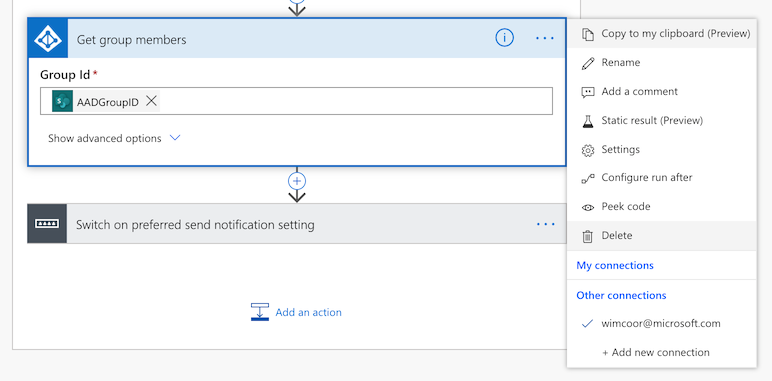 Get group members
Group Id *
AADGroupID
Show advanced options
Switch on preferred send notification setting
Add an action
Copy to my clipboard (Preview)
Rename
Add a comment
Static result (Preview)
Settings
Configure run after
Peek code
Delete
My connections
Other connections
wimcoor@microsoft.com
+ Add new connection